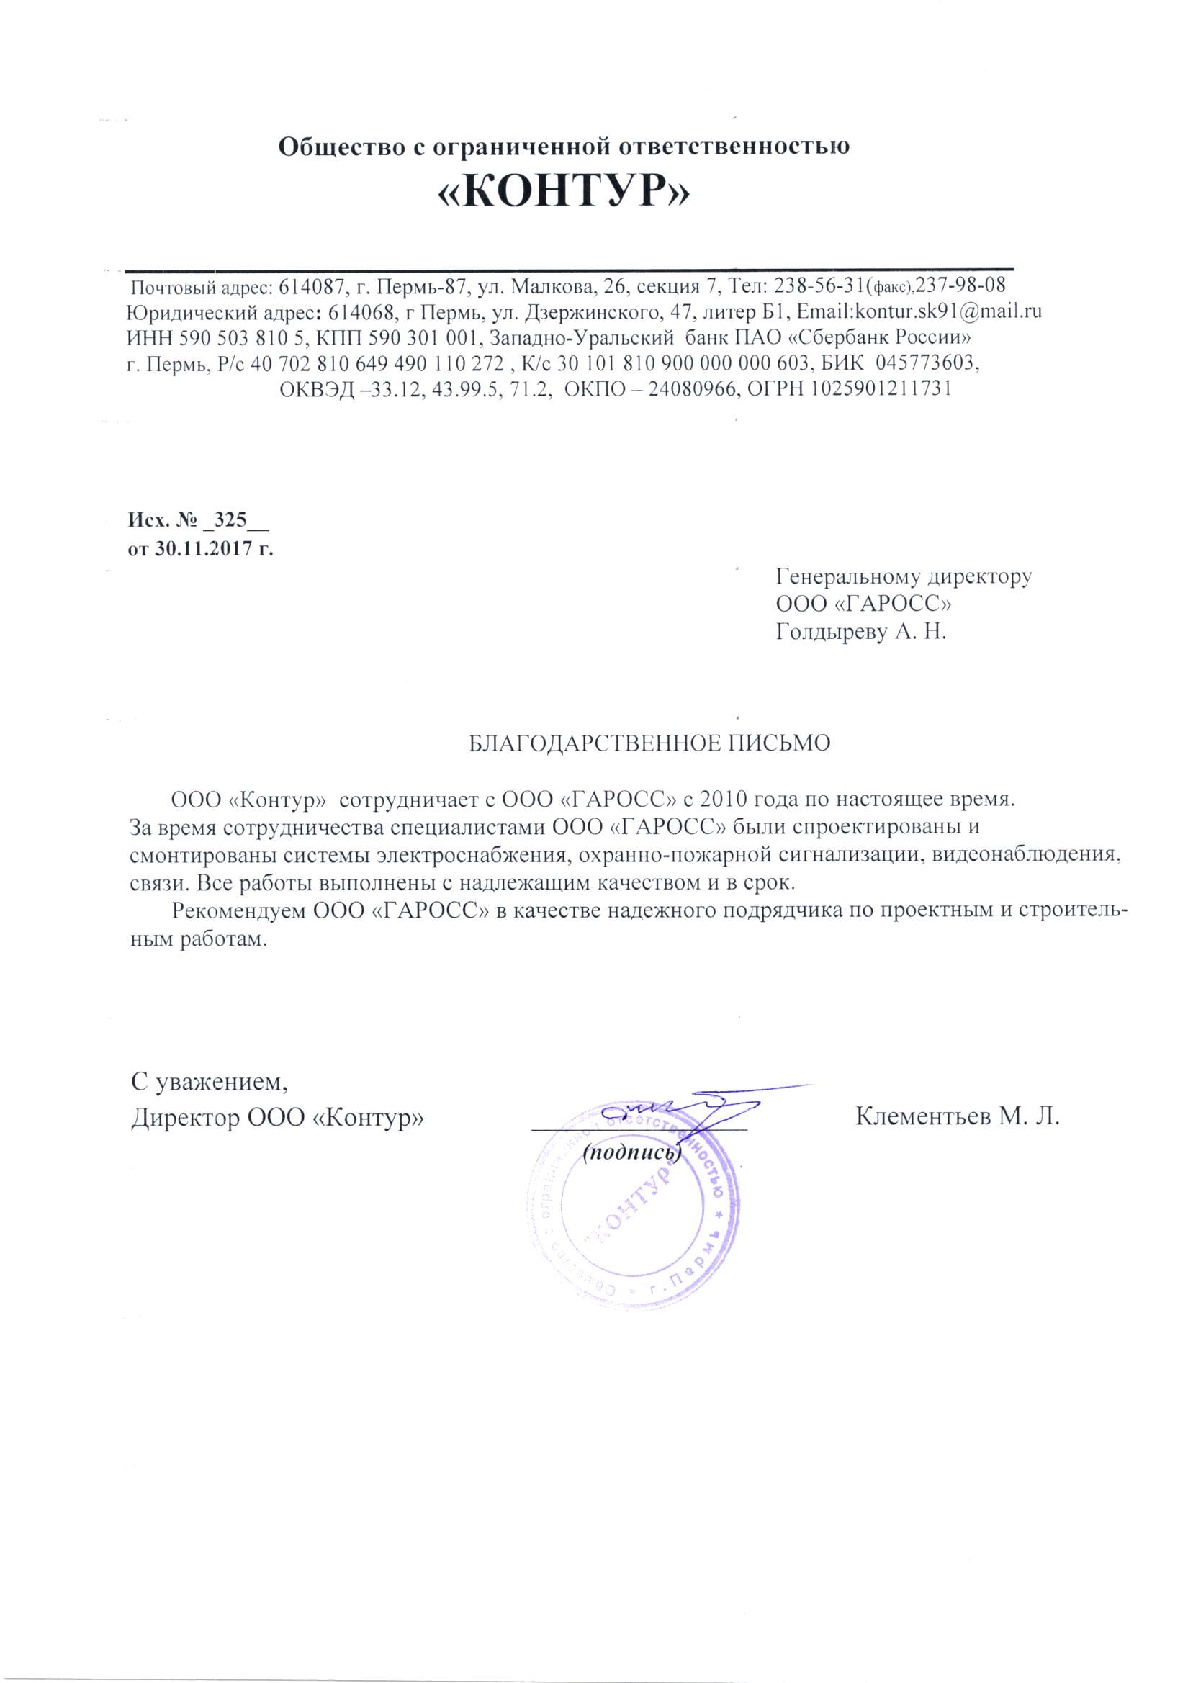 Общество с ограниченной ответственностью
«КОНТУР»
Почтовый адрес: 614087, г. Пермь-87, ул. Малкова, 26, секция 7, Тел: 238-56-31(факс),237-98-08
Юридический адрес: 614068, г Пермь, ул. Дзержинского, 47, литер Б1, Email:kontur.sk91@mail.ru
ИНН 590 503 810 5, КПП 590 301 001, Западно-Уральский банк ПАО «Сбербанк России»
г. Пермь, Р/с 40 702 810 649 490 110 272 , К/с 30 101 810 900 000 000 603, БИК 045773603,
ОКВЭД –33.12, 43.99.5, 71.2, ОКПО – 24080966, ОГРН 1025901211731
Исх. № _325__
от 30.11.2017 г.
Генеральному директору
ООО «ГАРОСС»
Голдыреву А. Н.
БЛАГОДАРСТВЕННОЕ ПИСЬМО
ООО «Контур» сотрудничает с ООО «ГАРОСС» с 2010 года по настоящее время.
За время сотрудничества специалистами ООО «ГАРОСС» были спроектированы и
смонтированы системы электроснабжения, охранно-пожарной сигнализации, видеонаблюдения,
связи. Все работы выполнены с надлежащим качеством и в срок.
Рекомендуем ООО «ГАРОСС» в качестве надежного подрядчика по проектным и строитель-
ным работам.
С уважением,
Директор ООО «Контур»
Клементьев М. Л.
(подпись)
Общество с ограниченной ответственностью * г.Пермь *
"КОНТУР"